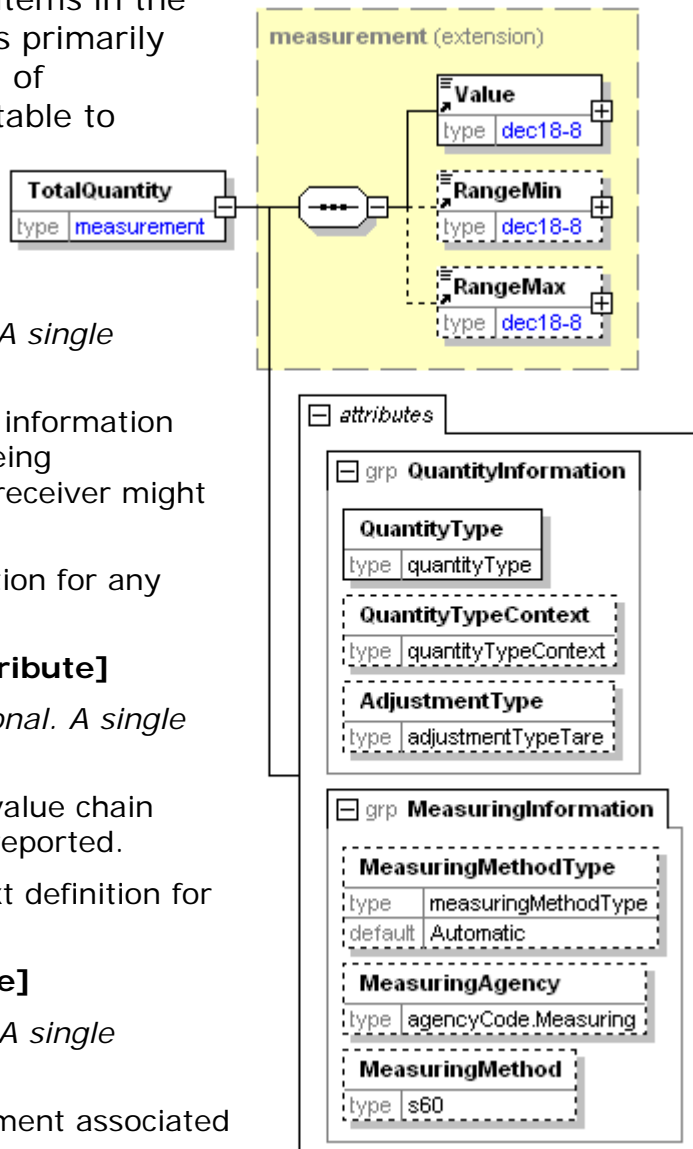 items in the
s primarily
of
table to
measurement (extension)
Value
type dec18-8
RangeMin
type dec18-8
RangeMax
type dec18-8
TotalQuantity
type measurement
A single
information
eing
receiver might
tion for any
ribute]
onal. A single
value chain
reported.
xt definition for
e]
A single
ment associated
attributes
grp QuantityInformation
QuantityType
type quantityType
QuantityTypeContext
type quantityTypeContext
AdjustmentType
type adjustmentTypeTare
grp MeasuringInformation
MeasuringMethodType
type measuringMethodType
default Automatic
MeasuringAgency
type agencyCode.Measuring
MeasuringMethod
type s60